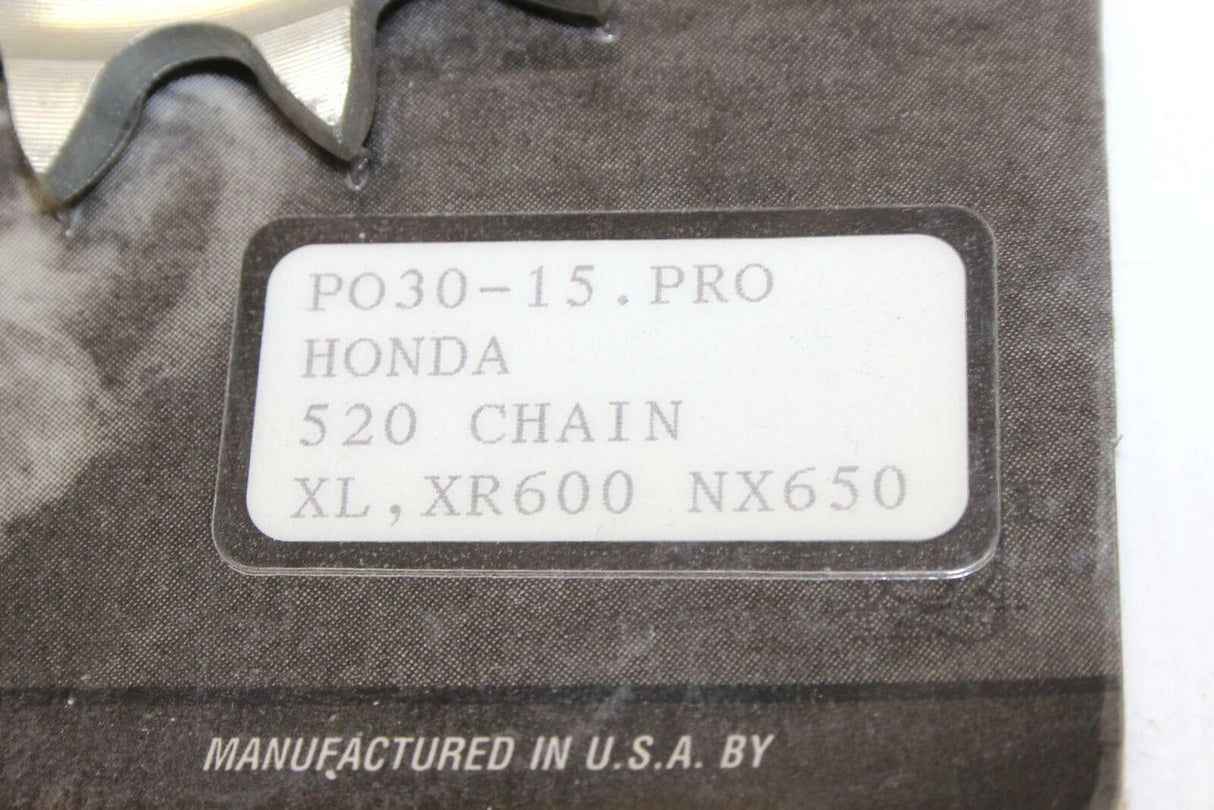 PO30-15.PRO
HONDA
520 CHAIN
XL,XR600 NX650
MANUFACTURED IN U.S.A. BY